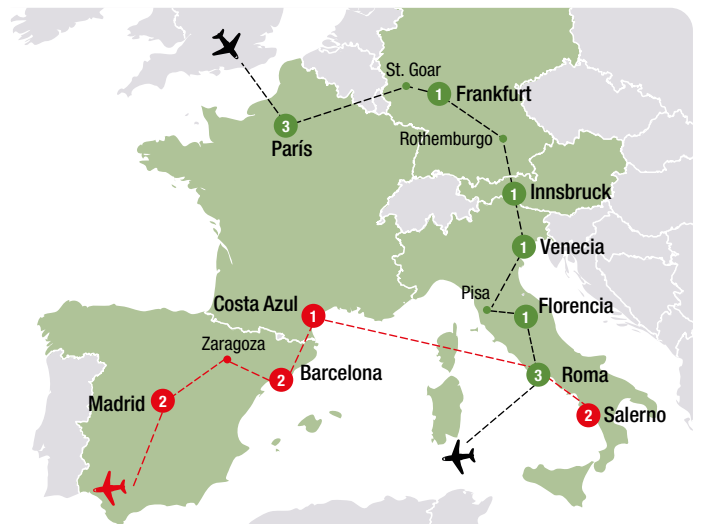 St. Goar
1 Frankfurt
3
París
Rothemburgo
1 Innsbruck
1 Venecia
Pisa
Costa Azul
1
1
Florencia
Zaragoza
2 Barcelona
3 Roma
Madrid 2
2 Salerno